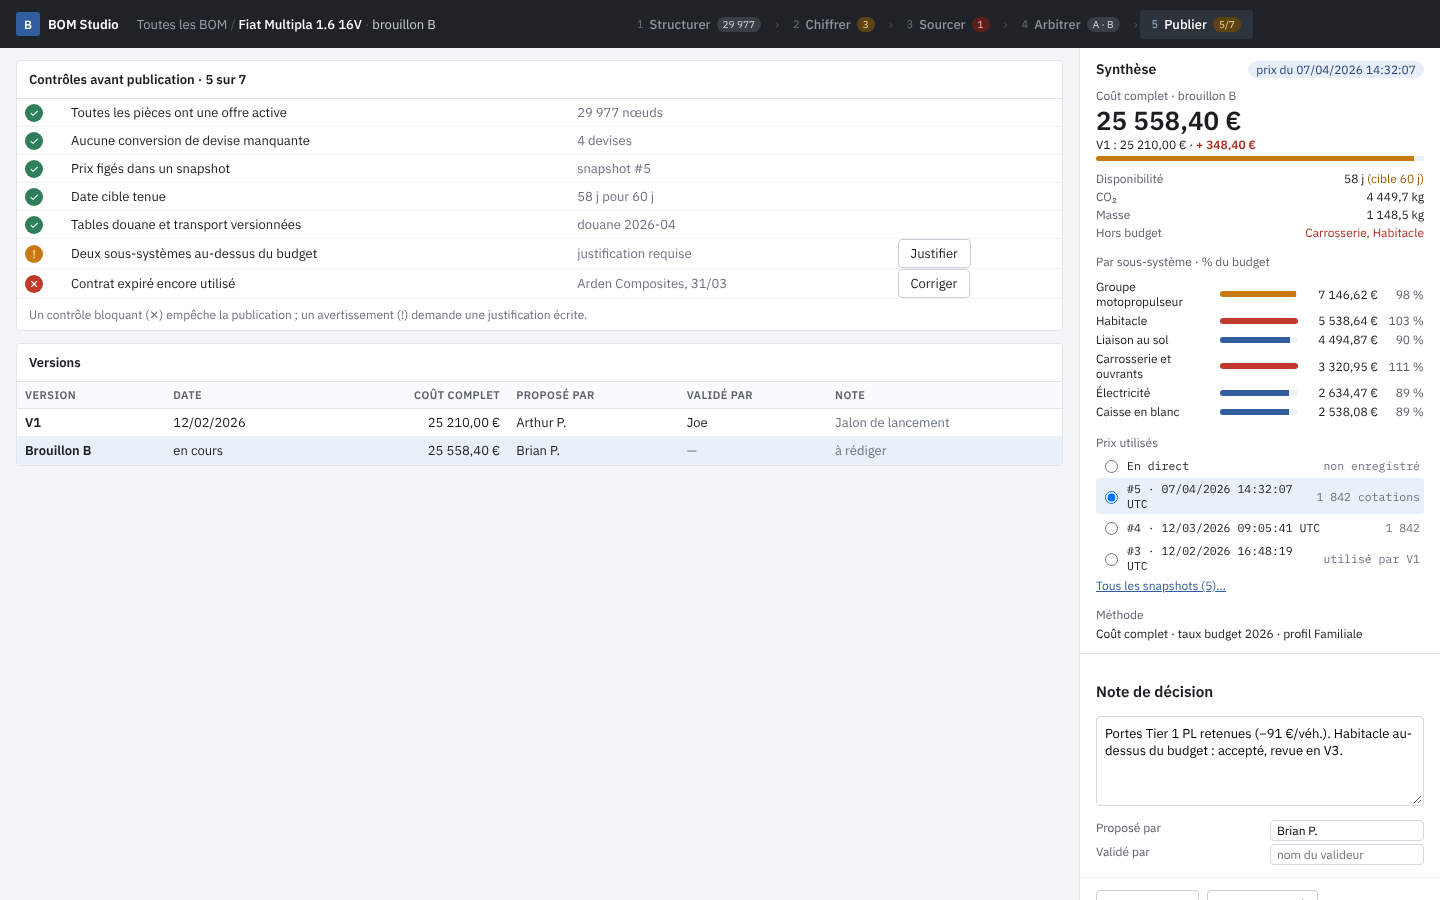 B BOM Studio Toutes les BOM / Fiat Multipla 1.6 16V · brouillon B 1 Structurer 29 977 › 2 Chiffrer 3 › 3 Sourcer 1 › 4 Arbitrer A · B › 5 Publier 5/7
Contrôles avant publication · 5 sur 7
Toutes les pièces ont une offre active 29 977 nœuds
Aucune conversion de devise manquante 4 devises
Prix figés dans un snapshot snapshot #5
Date cible tenue 58 j pour 60 j
Tables douane et transport versionnées douane 2026-04
! Deux sous-systèmes au-dessus du budget justification requise Justifier
✕ Contrat expiré encore utilisé Arden Composites, 31/03 Corriger
Un contrôle bloquant (✕) empêche la publication ; un avertissement (!) demande une justification écrite.
Versions
VERSION DATE COÛT COMPLET PROPOSÉ PAR VALIDÉ PAR NOTE
V1 12/02/2026 25 210,00 € Arthur P. Joe Jalon de lancement
Brouillon B en cours 25 558,40 € Brian P. — à rédiger
Synthèse prix du 07/04/2026 14:32:07
Coût complet · brouillon B
25 558,40 €
V1 : 25 210,00 € · + 348,40 €
Disponibilité 58 j (cible 60 j)
CO₂ 4 449,7 kg
Masse 1 148,5 kg
Hors budget Carrosserie, Habitacle
Par sous-système · % du budget
Groupe
motopropulseur 7 146,62 € 98 %
Habitacle 5 538,64 € 103 %
Liaison au sol 4 494,87 € 90 %
Carrosserie et
ouvrants 3 320,95 € 111 %
Électricité 2 634,47 € 89 %
Caisse en blanc 2 538,08 € 89 %
Prix utilisés
En direct non enregistré
#5 · 07/04/2026 14:32:07
UTC 1 842 cotations
#4 · 12/03/2026 09:05:41 UTC 1 842
#3 · 12/02/2026 16:48:19
UTC utilisé par V1
Tous les snapshots (5)…
Méthode
Coût complet · taux budget 2026 · profil Familiale
Note de décision
Portes Tier 1 PL retenues (−91 €/véh.). Habitacle au-
dessus du budget : accepté, revue en V3.
Proposé par Brian P.
Validé par nom du valideur